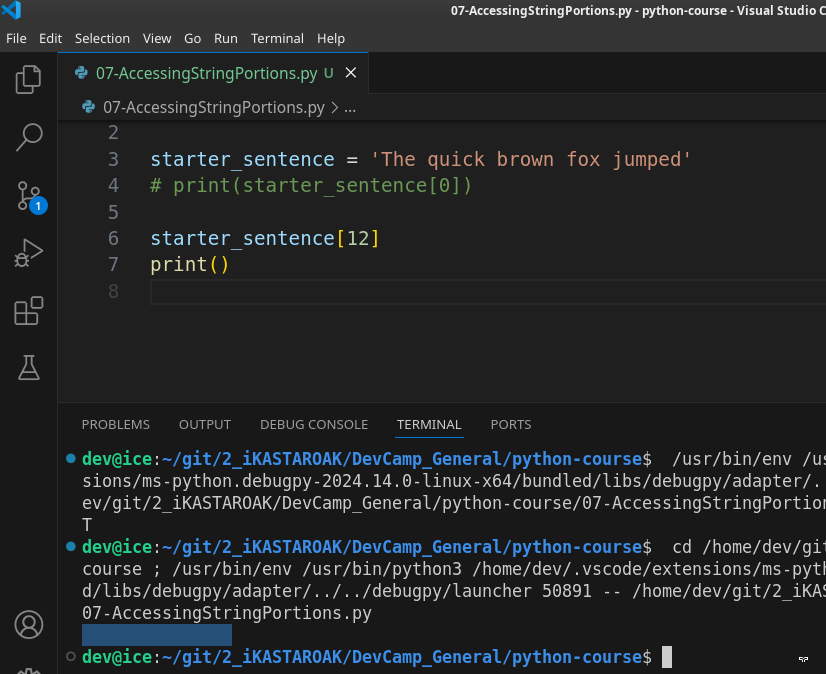 07-AccessingStringPortions.py - python-course - Visual Studio C
File Edit Selection View Go Run Terminal Help
07-AccessingStringPortions.py U
07-AccessingStringPortions.py > ...
2
3 starter_sentence = 'The quick brown fox jumped'
4 # print(starter_sentence[0])
5
6 starter_sentence[12]
7 print()
8
1
PROBLEMS OUTPUT DEBUG CONSOLE TERMINAL PORTS
dev@ice:~/git/2_iKASTAROAK/DevCamp_General/python-course$ /usr/bin/env /us
sions/ms-python.debugpy-2024.14.0-linux-x64/bundled/libs/debugpy/adapter/.
ev/git/2_iKASTAROAK/DevCamp_General/python-course/07-AccessingStringPortion
T
dev@ice:~/git/2_iKASTAROAK/DevCamp_General/python-course$ cd /home/dev/git
course ; /usr/bin/env /usr/bin/python3 /home/dev/.vscode/extensions/ms-pyth
d/libs/debugpy/adapter/../../debugpy/launcher 50891 -- /home/dev/git/2_iKAS
07-AccessingStringPortions.py
dev@ice:~/git/2_iKASTAROAK/DevCamp_General/python-course$